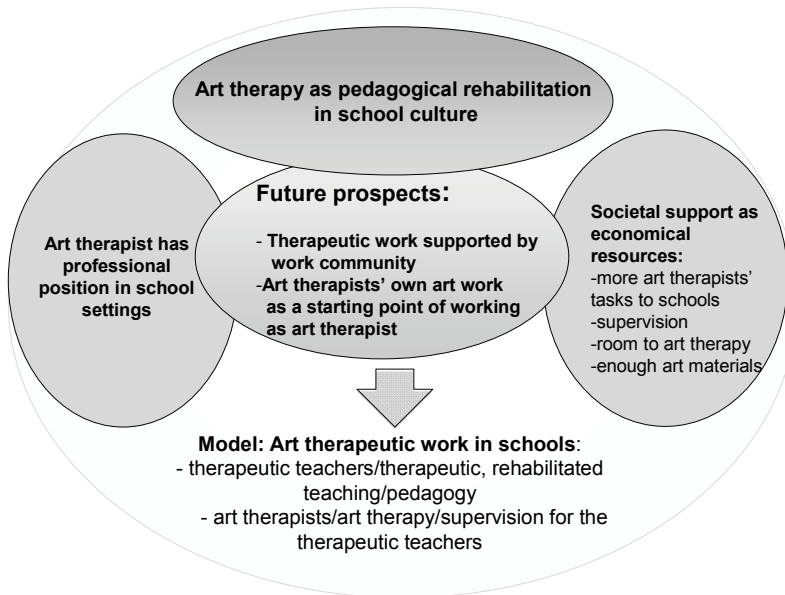 Art therapy as pedagogical rehabilitation
in school culture
Art therapist has
professional
position in school
settings
Future prospects:
- Therapeutic work supported by
work community
-Art therapists’ own art work
as a starting point of working
as art therapist
Societal support as
economical
resources:
-more art therapists’
tasks to schools
-supervision
-room to art therapy
-enough art materials
Model: Art therapeutic work in schools:
- therapeutic teachers/therapeutic, rehabilitated
teaching/pedagogy
- art therapists/art therapy/supervision for the
therapeutic teachers